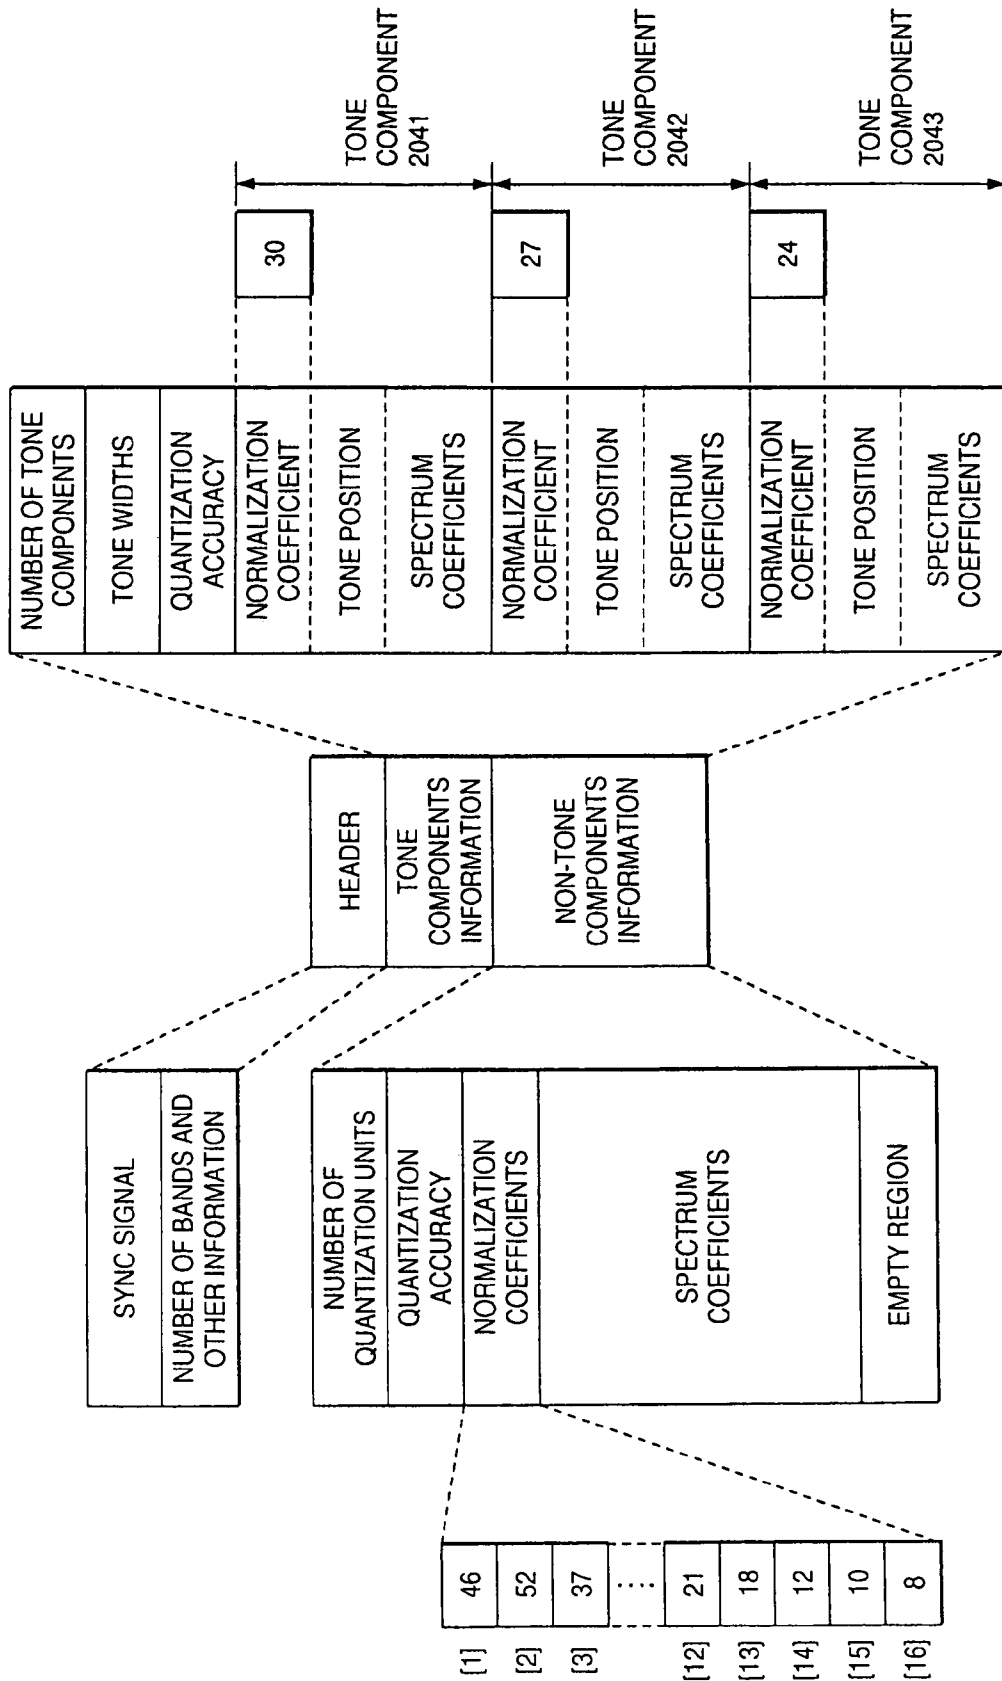 SYNC SIGNAL
NUMBER OF BANDS AND
OTHER INFORMATION
NUMBER OF
QUANTIZATION UNITS
QUANTIZATION
ACCURACY
NORMALIZATION
COEFFICIENTS
SPECTRUM
COEFFICIENTS
EMPTY REGION
[1] 46
[2] 52
[3] 37
....
[12] 21
[13] 18
[14] 12
[15] 10
[16] 8
HEADER
TONE
COMPONENTS
INFORMATION
NON-TONE
COMPONENTS
INFORMATION
NUMBER OF TONE
COMPONENTS
TONE WIDTHS
QUANTIZATION
ACCURACY
NORMALIZATION
COEFFICIENT
TONE POSITION
SPECTRUM
COEFFICIENTS
NORMALIZATION
COEFFICIENT
TONE POSITION
SPECTRUM
COEFFICIENTS
NORMALIZATION
COEFFICIENT
TONE POSITION
SPECTRUM
COEFFICIENTS
30
27
24
TONE
COMPONENT
2041
TONE
COMPONENT
2042
TONE
COMPONENT
2043